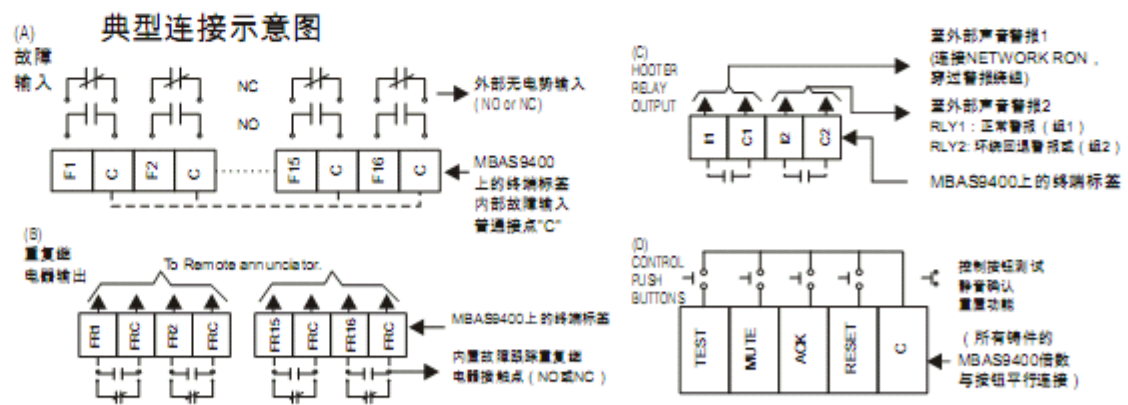 典型连接示意图
(A)
故障
输入
NC
NO
外部无电势输入
(NO or NC)
F1
C
F2
C
F15
C
F16
C
MBAS9400
上的终端标签
内部故障输入
普通接点"C"
(B)
重复继
电器输出
To Remote annunciator.
FR1
FRC
FR2
FRC
FR15
FRC
FR16
FRC
MBAS9400上的终端标签
内置故障跟踪重复继
电器接触点（NO或NC）
(C)
HOOTER
RELAY
OUTPUT
至外部声音警报1
(连接NETWORK RON，
穿过警报绕组)
至外部声音警报2
RLY1：正常警报（组1）
RLY2: 环绕回退警报或（组2）
I1
C1
I2
C2
MBAS9400上的终端标签
(D)
CONTROL
PUSH
BUTTONS
控制按钮测试
静音确认
重置功能
TEST
MUTE
ACK
RESET
C
（所有铸件的
MBAS9400倍数
与按钮平行连接）